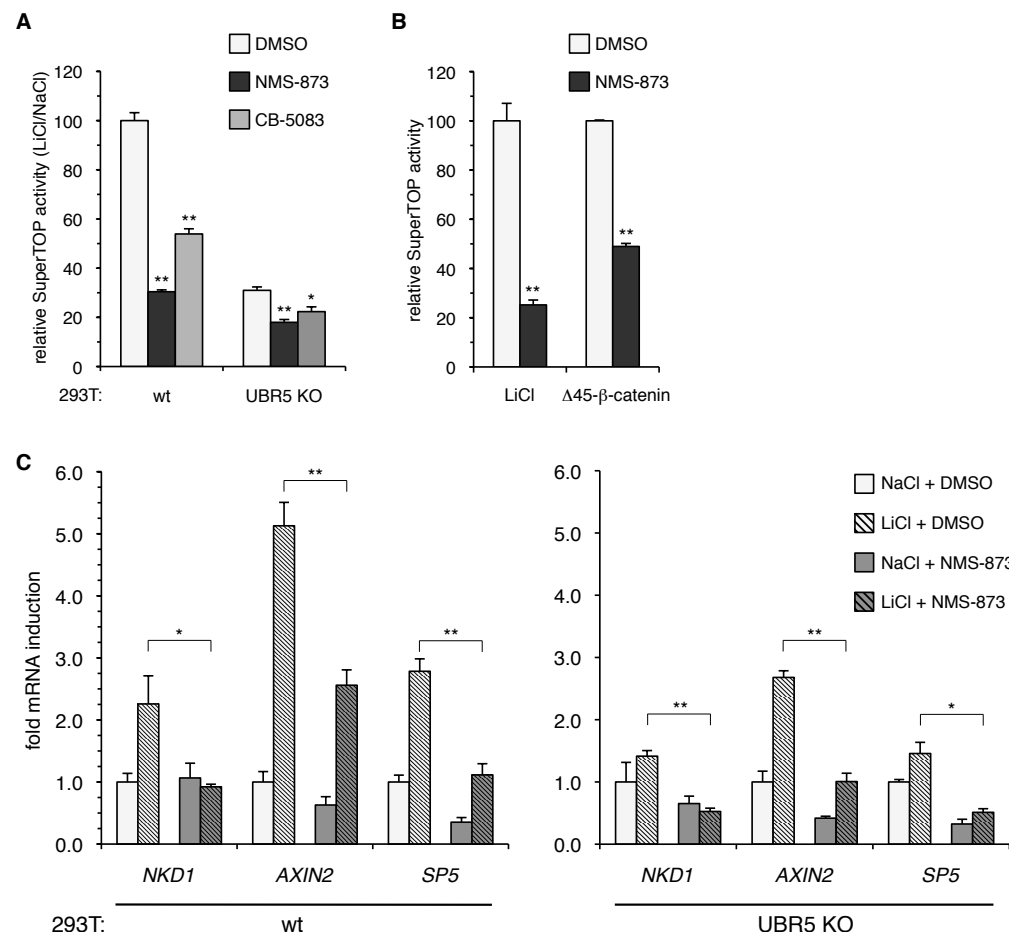 A
DMSO
NMS-873
CB-5083
relative SuperTOP activity (LiCl/NaCl)
120
100
80
60
40
20
0
**
**
**
*
293T:
wt
UBR5 KO
B
DMSO
NMS-873
relative SuperTOP activity
120
100
80
60
40
20
0
**
**
LiCl
Δ45-β-catenin
C
fold mRNA induction
6.0
5.0
4.0
3.0
2.0
1.0
0.0
*
**
**
NKD1
AXIN2
SP5
293T:
wt
6.0
5.0
4.0
3.0
2.0
1.0
0.0
NaCl + DMSO
LiCl + DMSO
NaCl + NMS-873
LiCl + NMS-873
**
**
*
NKD1
AXIN2
SP5
UBR5 KO